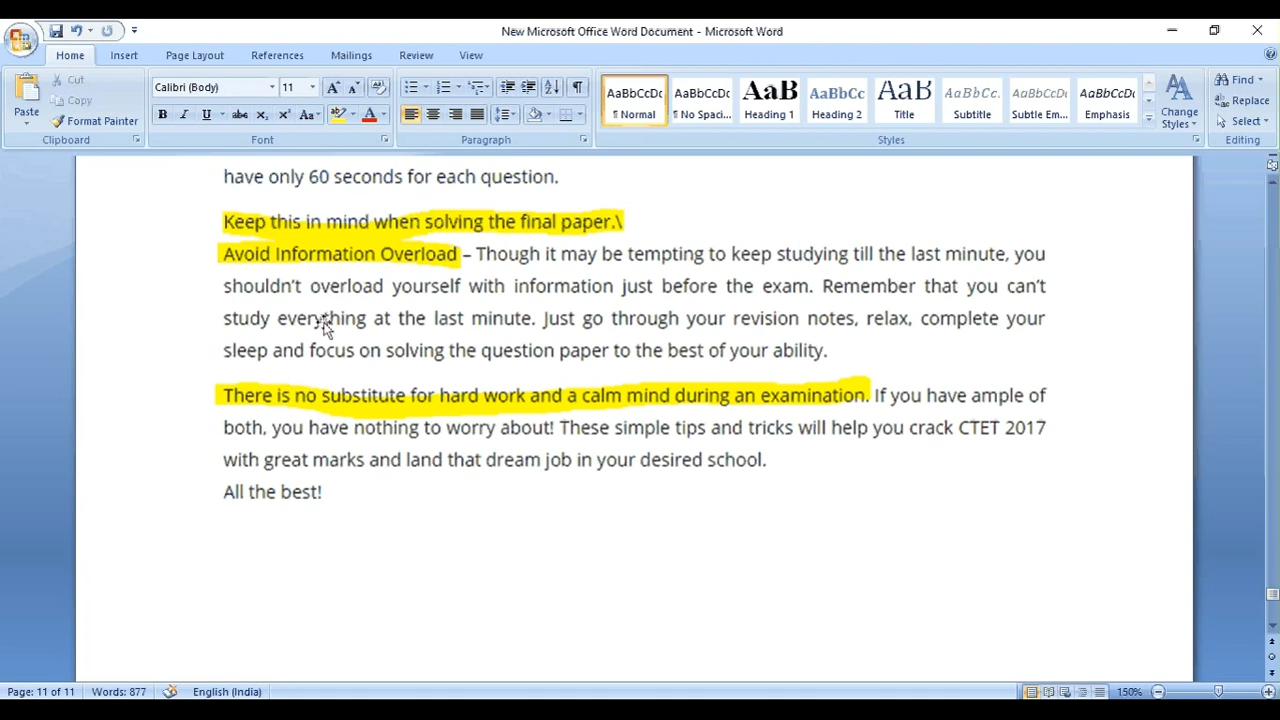 New Microsoft Office Word Document - Microsoft Word
Home Insert Page Layout References Mailings Review View
Paste Cut Copy Format Painter
Calibri (Body) 11
AaBbCcDc AaBbCcDc AaBbCc AaBbCc AaBbCc AaBbCcDc AaBbCcDc
¶ Normal ¶ No Spaci... Heading 1 Heading 2 Title Subtitle Subtle Em... Emphasis
Change Styles
Find Replace Select
Clipboard Font Paragraph Styles Editing
have only 60 seconds for each question.
Keep this in mind when solving the final paper.\
Avoid Information Overload – Though it may be tempting to keep studying till the last minute, you
shouldn't overload yourself with information just before the exam. Remember that you can't
study everything at the last minute. Just go through your revision notes, relax, complete your
sleep and focus on solving the question paper to the best of your ability.
There is no substitute for hard work and a calm mind during an examination. If you have ample of
both, you have nothing to worry about! These simple tips and tricks will help you crack CTET 2017
with great marks and land that dream job in your desired school.
All the best!
Page: 11 of 11 Words: 877 English (India) 150%